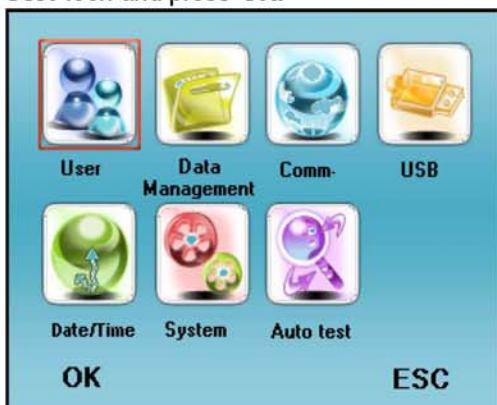 User
Data
Management
Comm-
USB
Date/Time
System
Auto test
OK
ESC